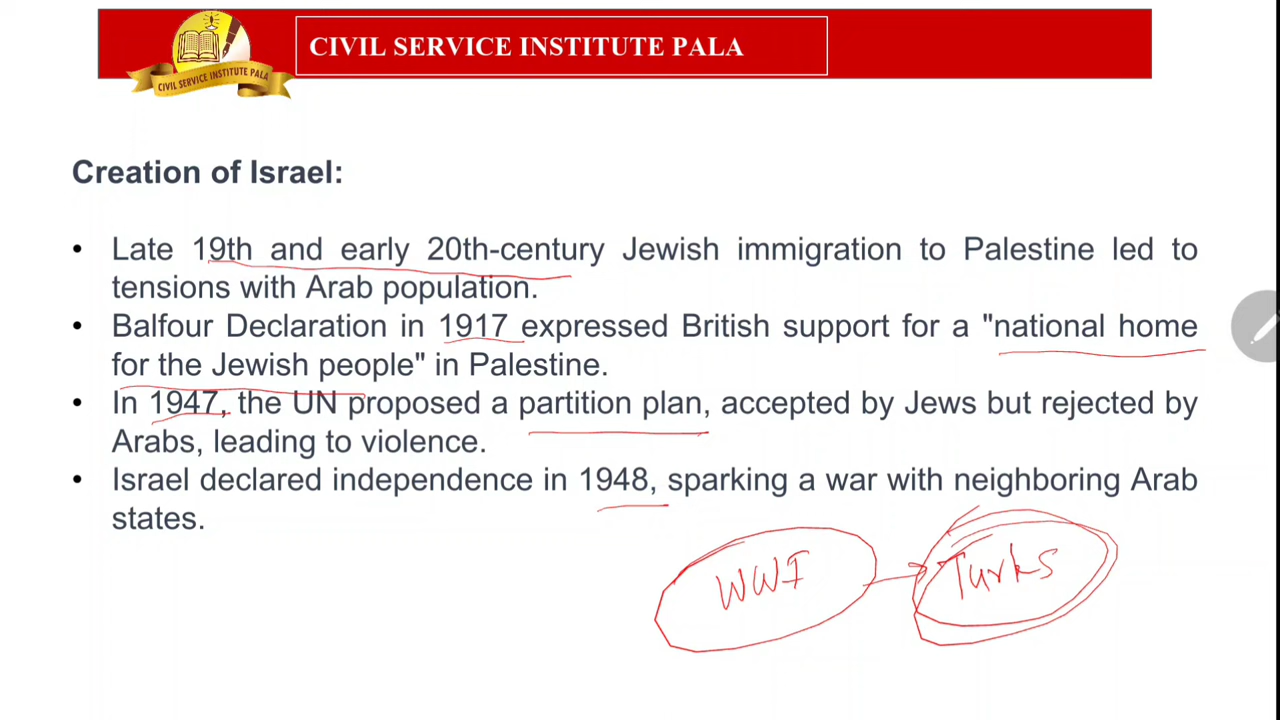 CIVIL SERVICE INSTITUTE PALA
CIVIL SERVICE INSTITUTE PALA
Creation of Israel:
• Late 19th and early 20th-century Jewish immigration to Palestine led to
tensions with Arab population.
• Balfour Declaration in 1917 expressed British support for a "national home
for the Jewish people" in Palestine.
• In 1947, the UN proposed a partition plan, accepted by Jews but rejected by
Arabs, leading to violence.
• Israel declared independence in 1948, sparking a war with neighboring Arab
states.
WWI Turks